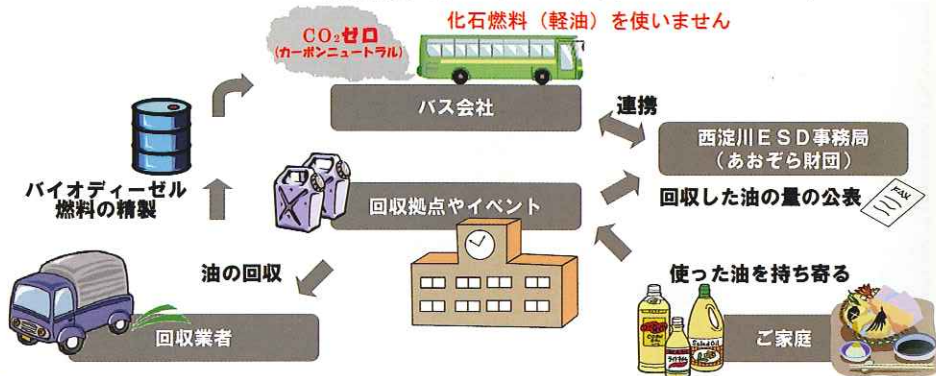 化石燃料（軽油）を使いません
CO₂ゼロ
(カーボンニュートラル)
バス会社
連携
西淀川ＥＳＤ事務局
（あおぞら財団）
バイオディーゼル
燃料の精製
回収拠点やイベント
回収した油の量の公表
FAX
油の回収
使った油を持ち寄る
回収業者
ご家庭